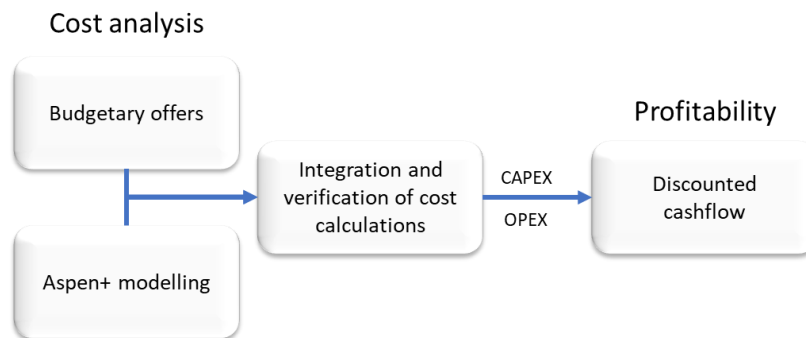 Cost analysis
Budgetary offers
Profitability
Integration and
verification of cost
calculations
CAPEX
OPEX
Discounted
cashflow
Aspen+ modelling